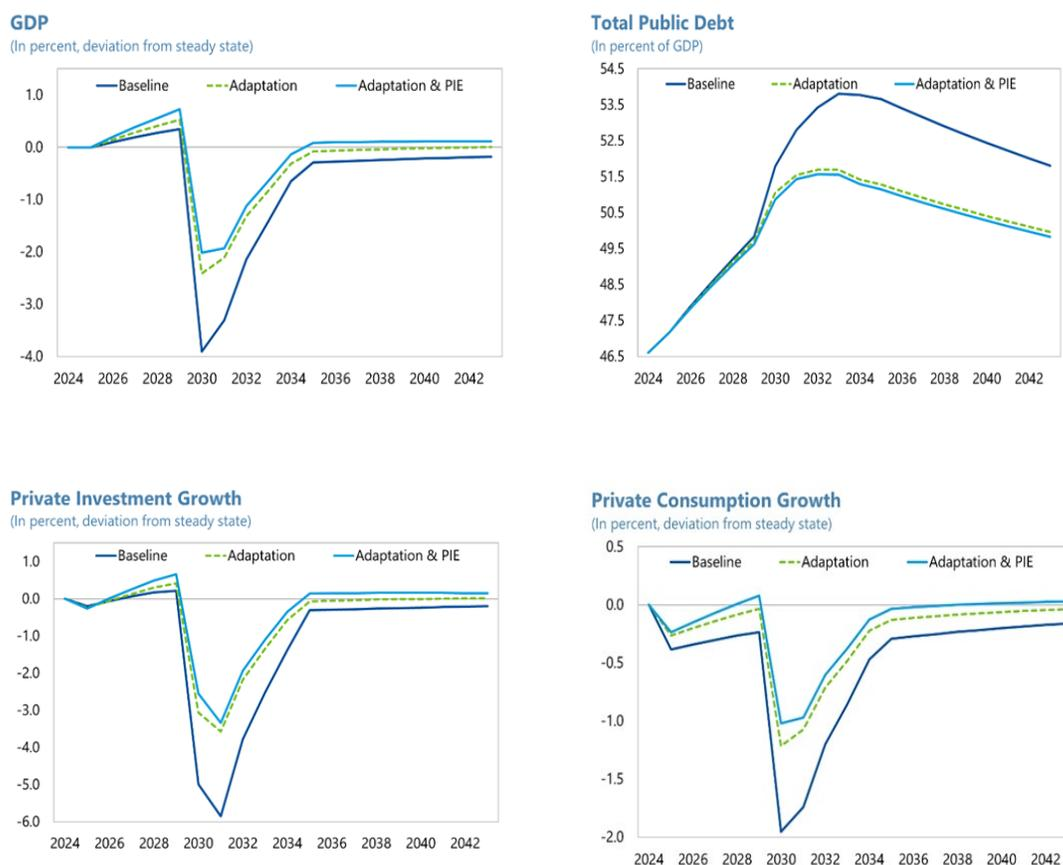 GDP
(In percent, deviation from steady state)
Baseline Adaptation Adaptation & PIE
1.0
0.0
-1.0
-2.0
-3.0
-4.0
2024 2026 2028 2030 2032 2034 2036 2038 2040 2042
Total Public Debt
(In percent of GDP)
54.5
Baseline Adaptation Adaptation & PIE
53.5
52.5
51.5
50.5
49.5
48.5
47.5
46.5
2024 2026 2028 2030 2032 2034 2036 2038 2040 2042
Private Investment Growth
(In percent, deviation from steady state)
Baseline Adaptation Adaptation & PIE
1.0
0.0
-1.0
-2.0
-3.0
-4.0
-5.0
-6.0
2024 2026 2028 2030 2032 2034 2036 2038 2040 2042
Private Consumption Growth
(In percent, deviation from steady state)
0.5
Baseline Adaptation Adaptation & PIE
0.0
-0.5
-1.0
-1.5
-2.0
2024 2026 2028 2030 2032 2034 2036 2038 2040 2042